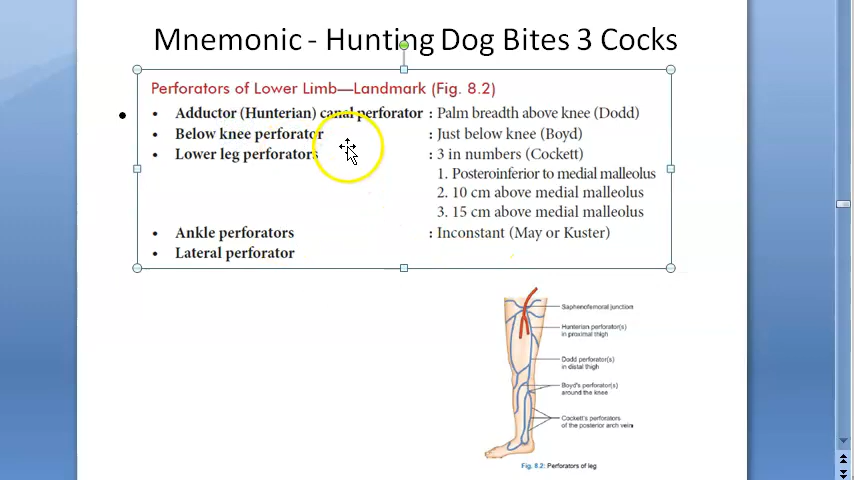 Mnemonic - Hunting Dog Bites 3 Cocks
Perforators of Lower Limb—Landmark (Fig. 8.2)
• Adductor (Hunterian) canal perforator : Palm breadth above knee (Dodd)
• Below knee perforator : Just below knee (Boyd)
• Lower leg perforators : 3 in numbers (Cockett)
1. Posteroinferior to medial malleolus
2. 10 cm above medial malleolus
3. 15 cm above medial malleolus
• Ankle perforators : Inconstant (May or Kuster)
• Lateral perforator
Saphenofemoral junction
Hunterian perforator(s)
in proximal thigh
Dodd perforator(s)
in distal thigh
Boyd's perforator(s)
around the knee
Cockett's perforators
of the posterior arch vein
Fig. 8.2: Perforators of leg